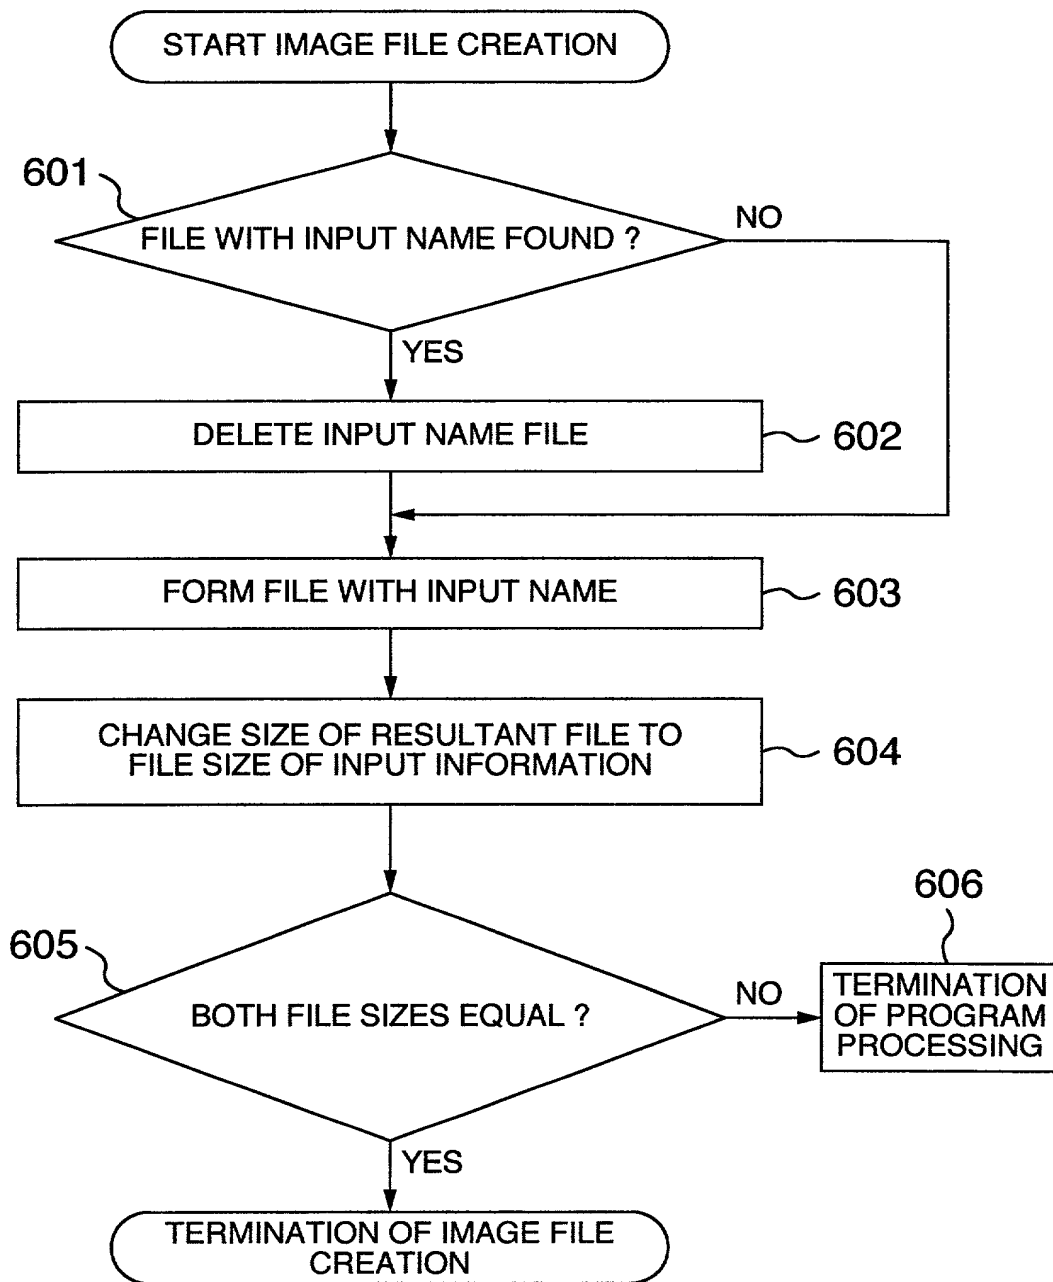 START IMAGE FILE CREATION
601
FILE WITH INPUT NAME FOUND ?
NO
YES
DELETE INPUT NAME FILE
602
FORM FILE WITH INPUT NAME
603
CHANGE SIZE OF RESULTANT FILE TO
FILE SIZE OF INPUT INFORMATION
604
605
BOTH FILE SIZES EQUAL ?
NO
606
TERMINATION
OF PROGRAM
PROCESSING
YES
TERMINATION OF IMAGE FILE
CREATION